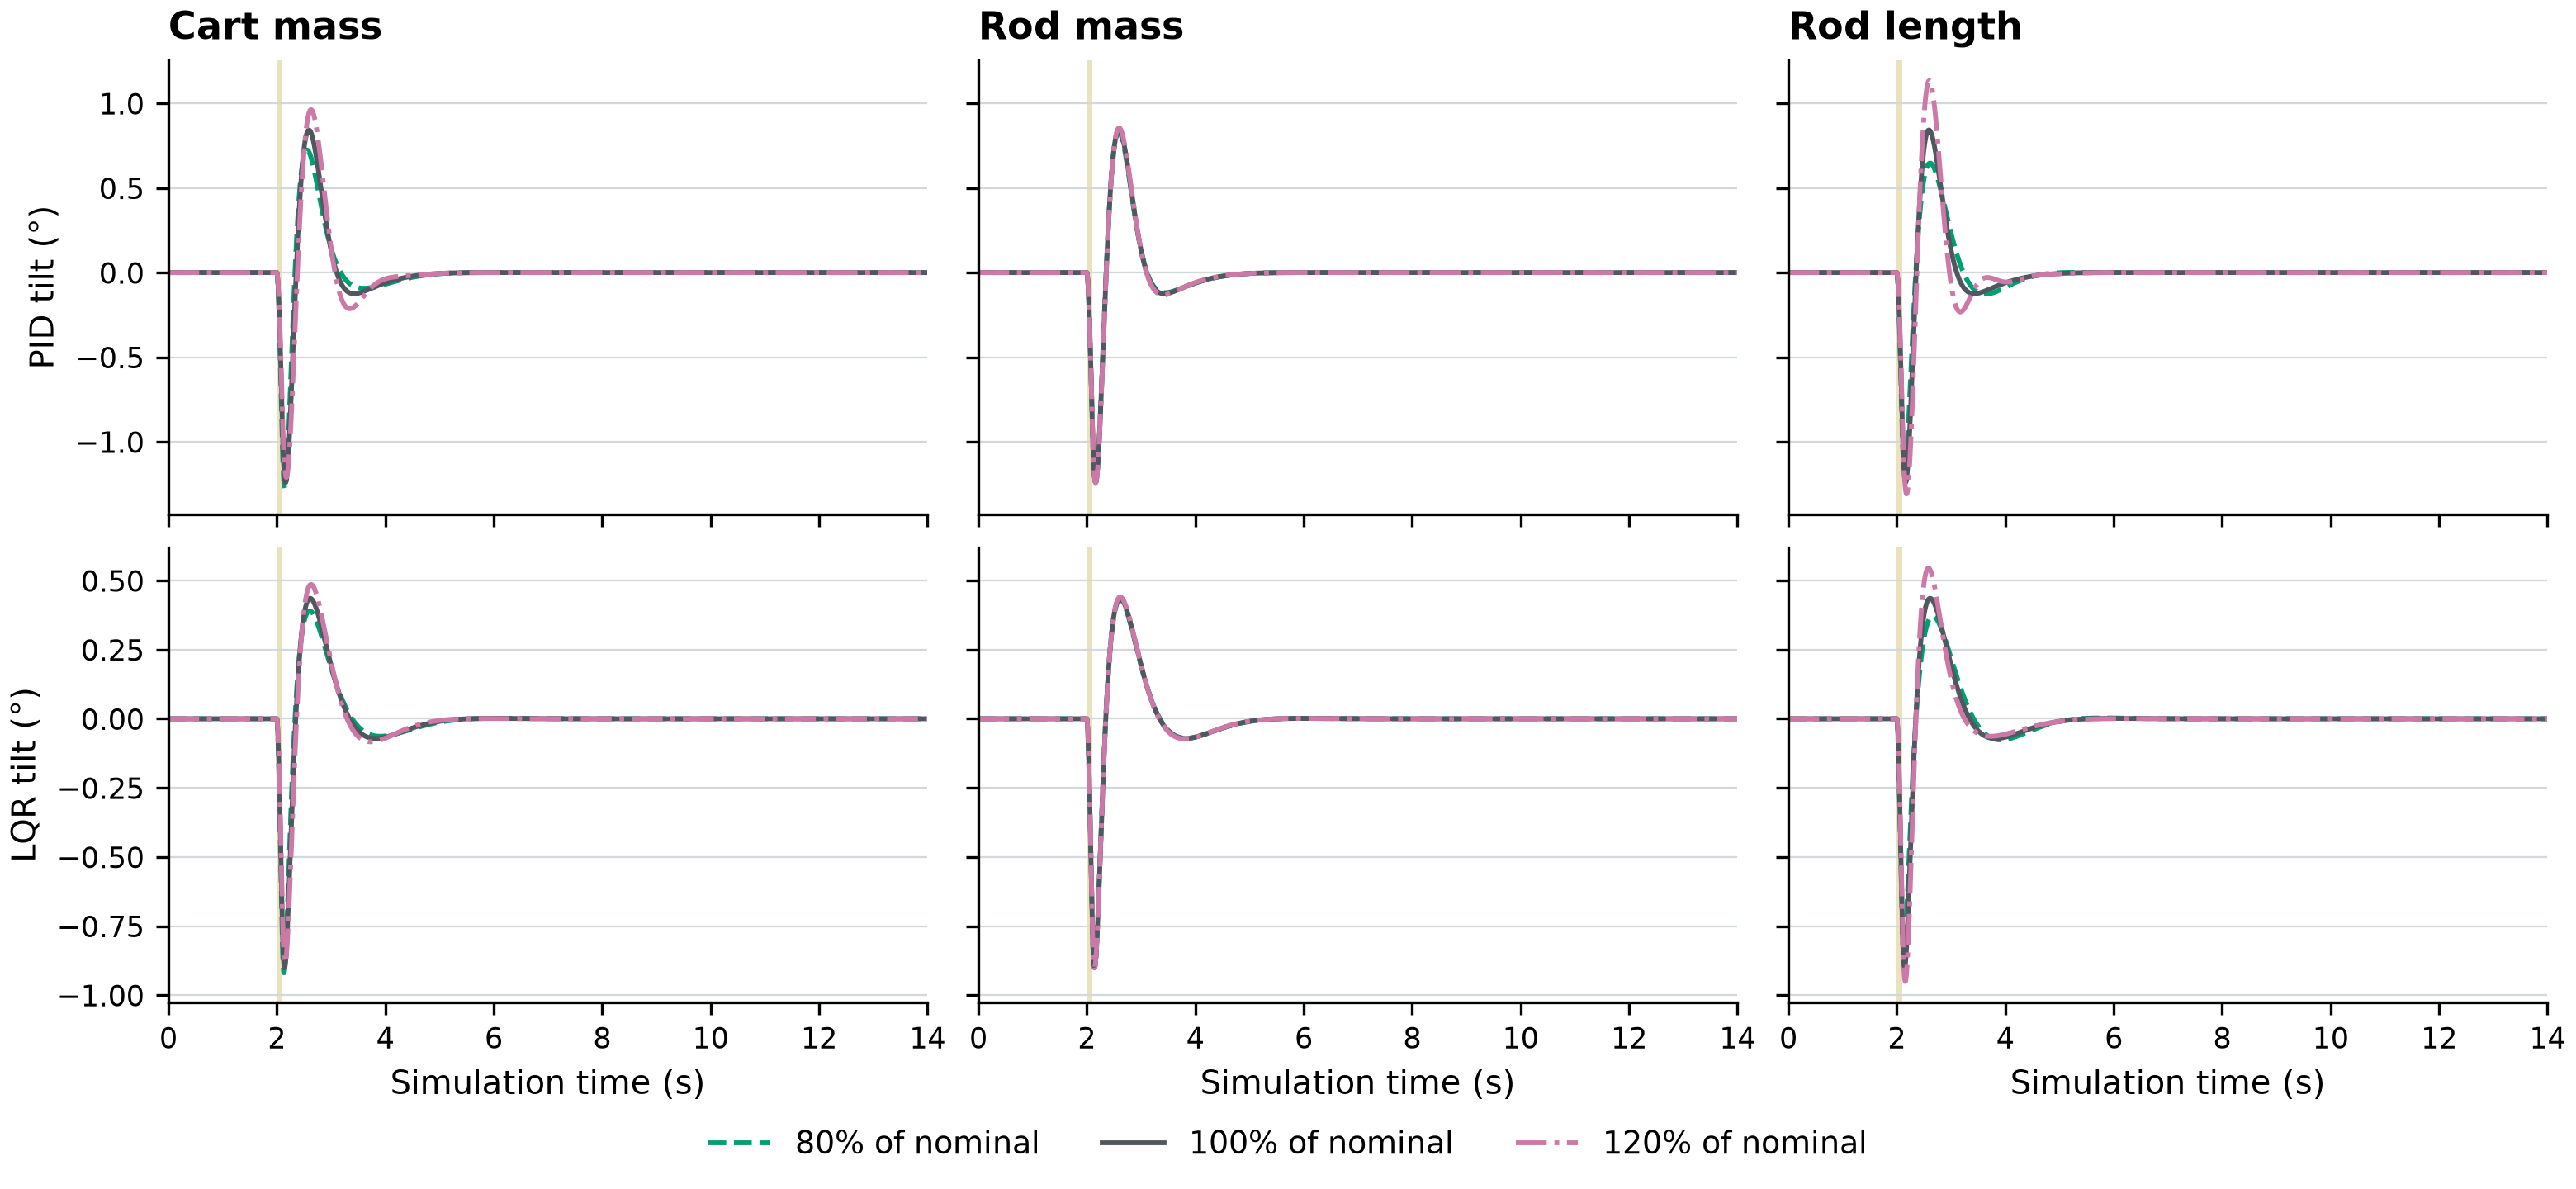 Cart mass
Rod mass
Rod length
PID tilt (°)
1.0
0.5
0.0
−0.5
−1.0
LQR tilt (°)
0.50
0.25
0.00
−0.25
−0.50
−0.75
−1.00
0 2 4 6 8 10 12 14
0 2 4 6 8 10 12 14
0 2 4 6 8 10 12 14
Simulation time (s)
Simulation time (s)
Simulation time (s)
80% of nominal
100% of nominal
120% of nominal